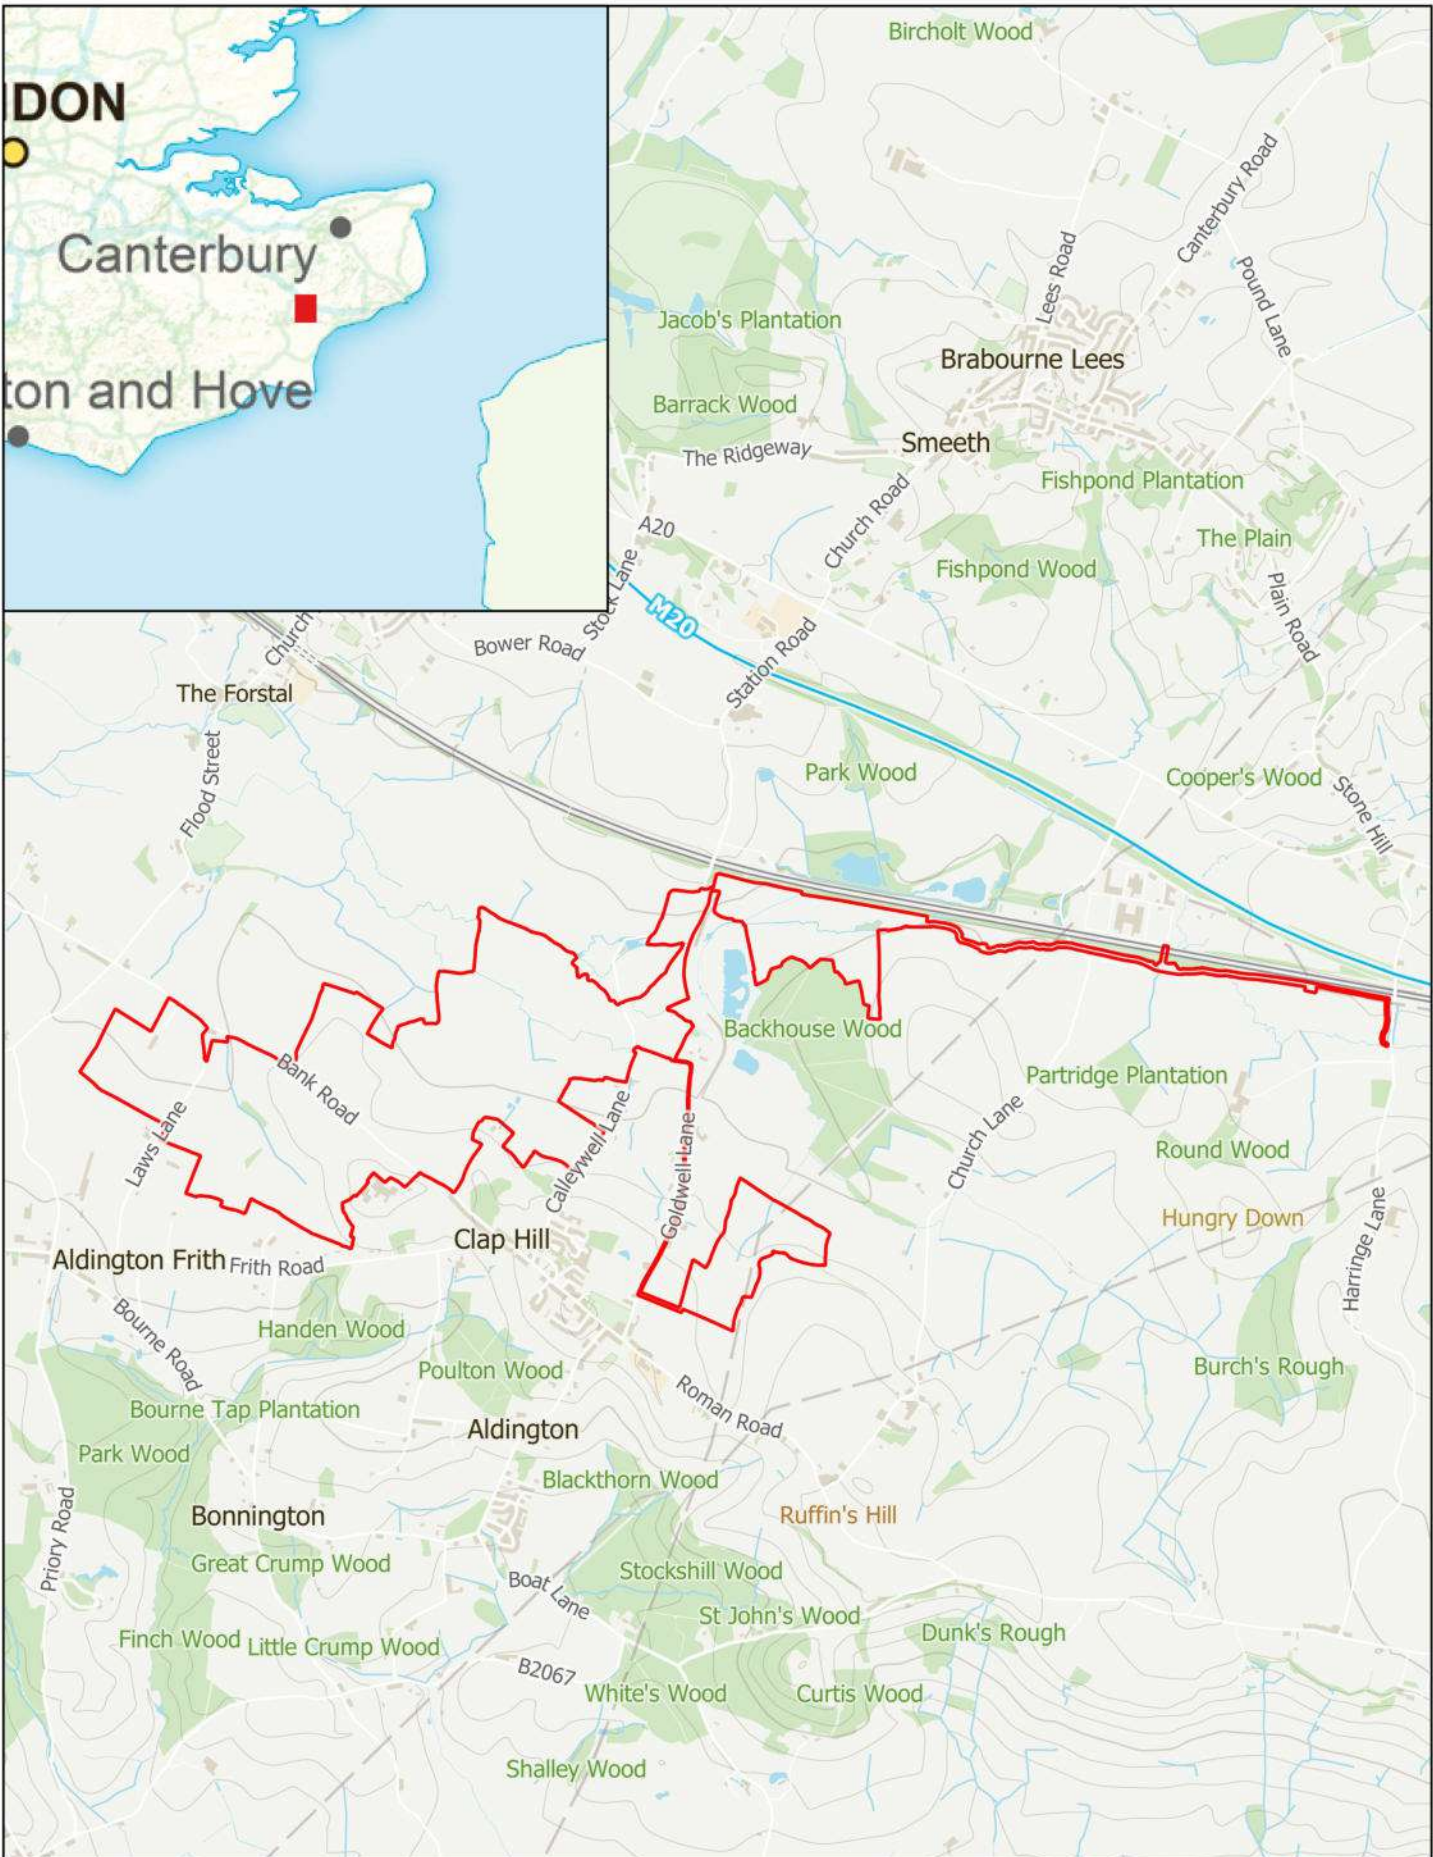 IDON
Canterbury
ton and Hove
Bircholt Wood
Canterbury Road
Lees Road
Pound Lane
Jacob's Plantation
Brabourne Lees
Barrack Wood
Smeeth
The Ridgeway
Fishpond Plantation
Church Road
A20
The Plain
Fishpond Wood
Stock Lane
Plain Road
M20
Church
Bower Road
Station Road
The Forstal
Flood Street
Park Wood
Cooper's Wood
Stone Hill
Backhouse Wood
Bank Road
Partridge Plantation
Laws Lane
Calleywell Lane
Goldwell Lane
Church Lane
Round Wood
Hungry Down
Harringe Lane
Clap Hill
Aldington Frith
Frith Road
Bourne Road
Handen Wood
Poulton Wood
Burch's Rough
Roman Road
Bourne Tap Plantation
Aldington
Park Wood
Blackthorn Wood
Bonnington
Ruffin's Hill
Priory Road
Great Crump Wood
Stockshill Wood
Boat Lane
St John's Wood
Finch Wood
Little Crump Wood
Dunk's Rough
B2067
White's Wood
Curtis Wood
Shalley Wood